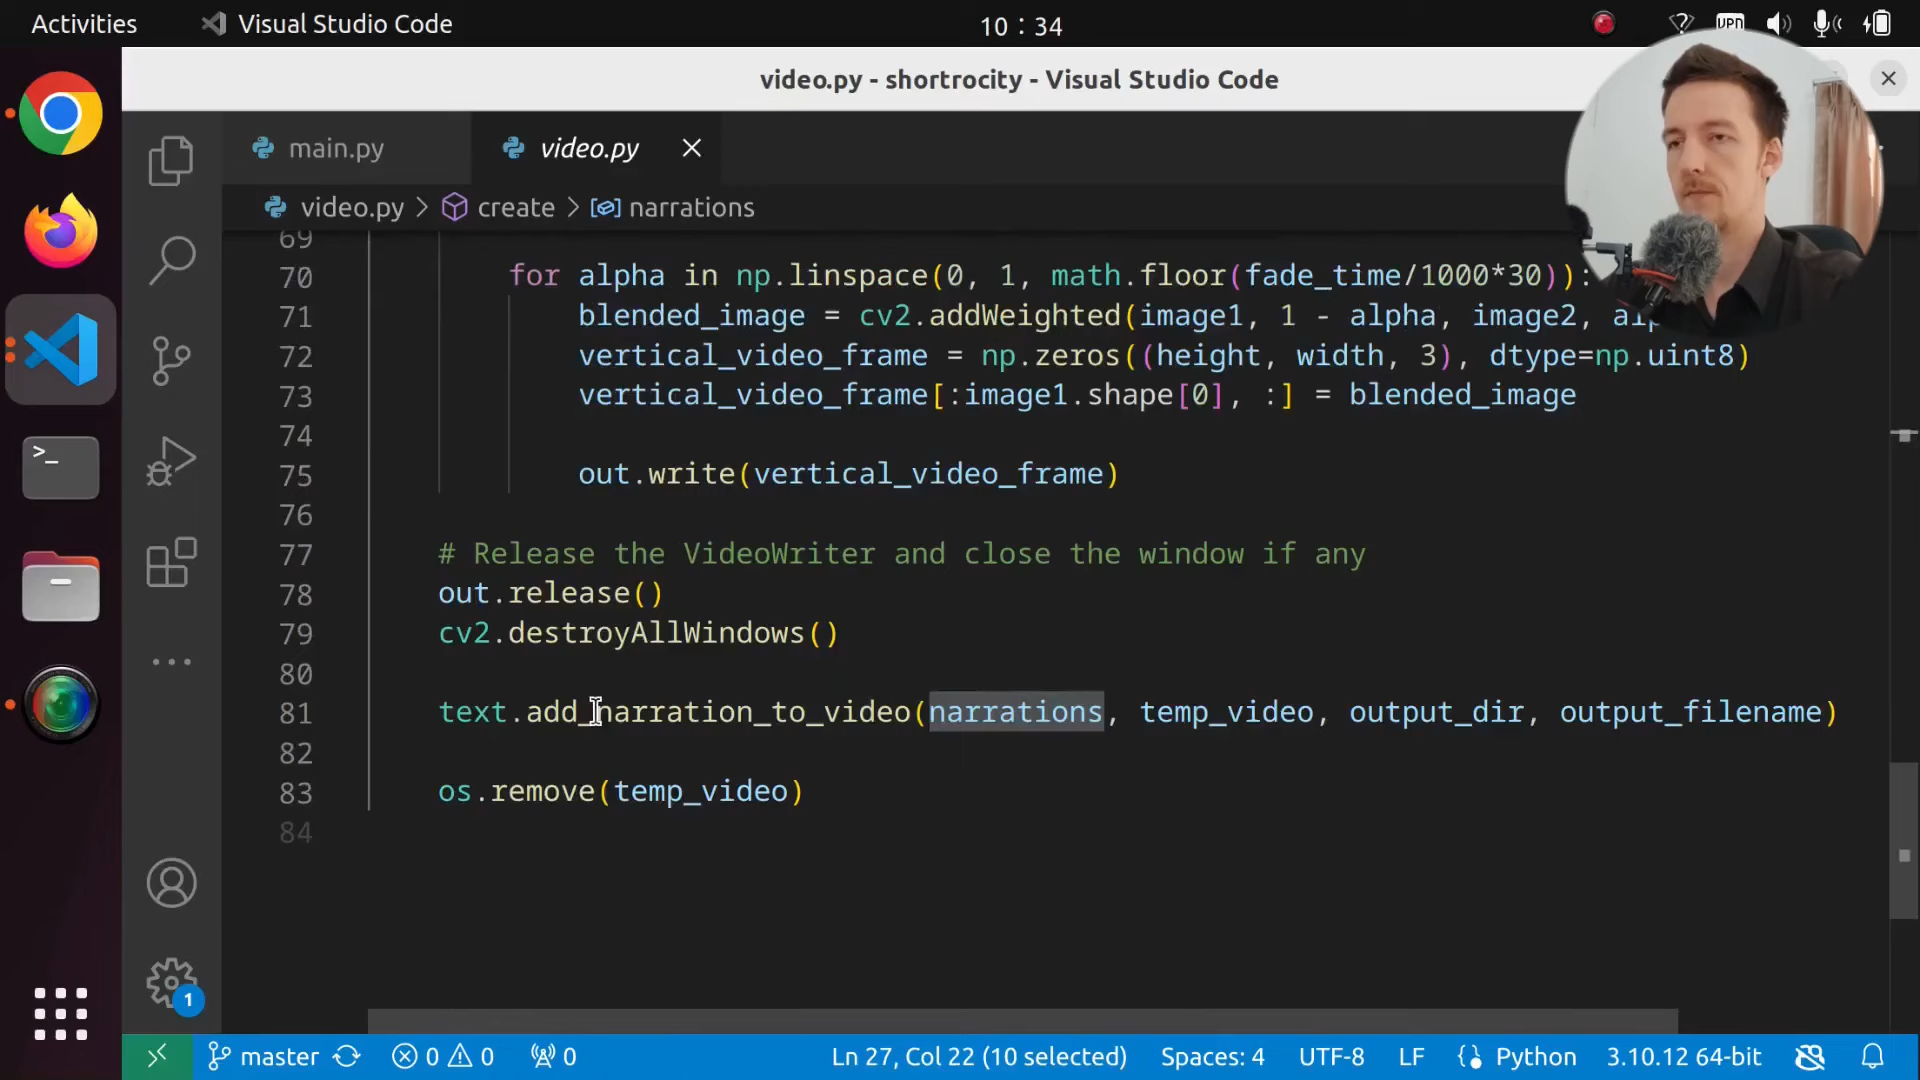 Activities
Visual Studio Code
10 : 34
VPN
video.py - shortrocity - Visual Studio Code
main.py
video.py
video.py > create > narrations
69
70 for alpha in np.linspace(0, 1, math.floor(fade_time/1000*30)):
71 blended_image = cv2.addWeighted(image1, 1 - alpha, image2,
72 vertical_video_frame = np.zeros((height, width, 3), dtype=np.uint8)
73 vertical_video_frame[:image1.shape[0], :] = blended_image
74
75 out.write(vertical_video_frame)
76
77 # Release the VideoWriter and close the window if any
78 out.release()
79 cv2.destroyAllWindows()
80
81 text.add_narration_to_video(narrations, temp_video, output_dir, output_filename)
82
83 os.remove(temp_video)
84
1
master
0 0
0
Ln 27, Col 22 (10 selected)
Spaces: 4
UTF-8
LF
Python
3.10.12 64-bit